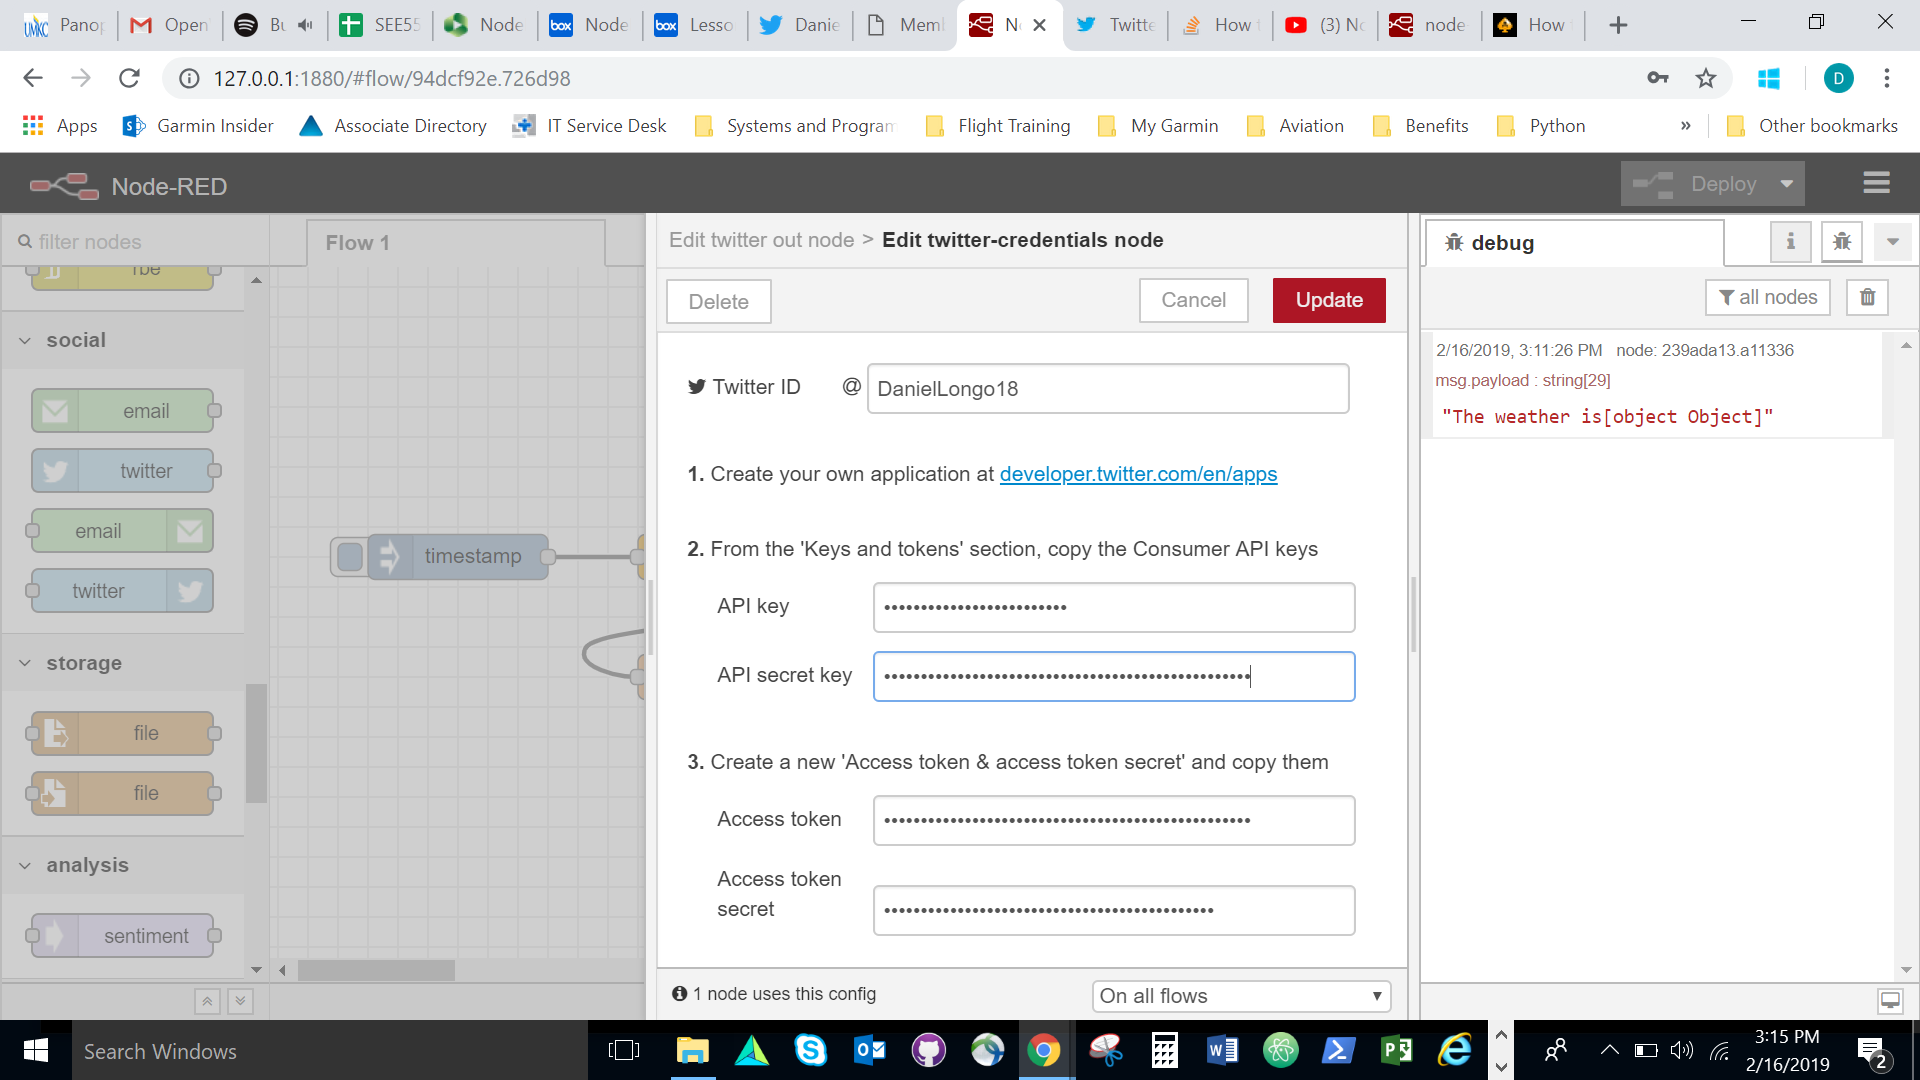 Panop
Open
Bu
SEE55
Node
Node
Lesso
Danie
Memb
N
Twitte
How t
(3) No
node
How
127.0.0.1:1880/#flow/94dcf92e.726d98
D
Apps
Garmin Insider
Associate Directory
IT Service Desk
Systems and Program
Flight Training
My Garmin
Aviation
Benefits
Python
»
Other bookmarks
Node-RED
Deploy
filter nodes
Flow 1
Edit twitter out node > Edit twitter-credentials node
debug
Delete
Cancel
Update
all nodes
rbe
social
email
twitter
email
twitter
storage
file
file
analysis
sentiment
timestamp
Twitter ID
@ DanielLongo18
1. Create your own application at developer.twitter.com/en/apps
2. From the 'Keys and tokens' section, copy the Consumer API keys
API key
API secret key
3. Create a new 'Access token & access token secret' and copy them
Access token
Access token
secret
1 node uses this config
On all flows
2/16/2019, 3:11:26 PM node: 239ada13.a11336
msg.payload : string[29]
"The weather is[object Object]"
Search Windows
3:15 PM
2/16/2019
2